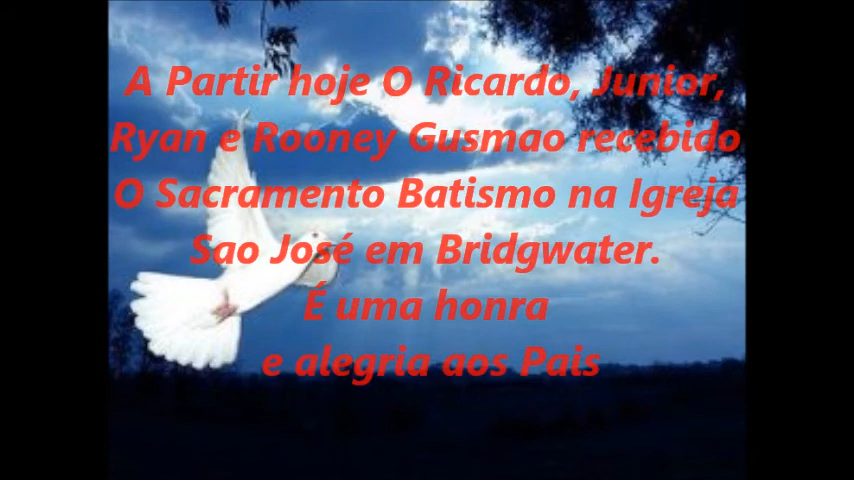 A Partir hoje O Ricardo, Junior,
Ryan e Rooney Gusmao recebido
O Sacramento Batismo na Igreja
Sao José em Bridgwater.
É uma honra
e alegria aos Pais